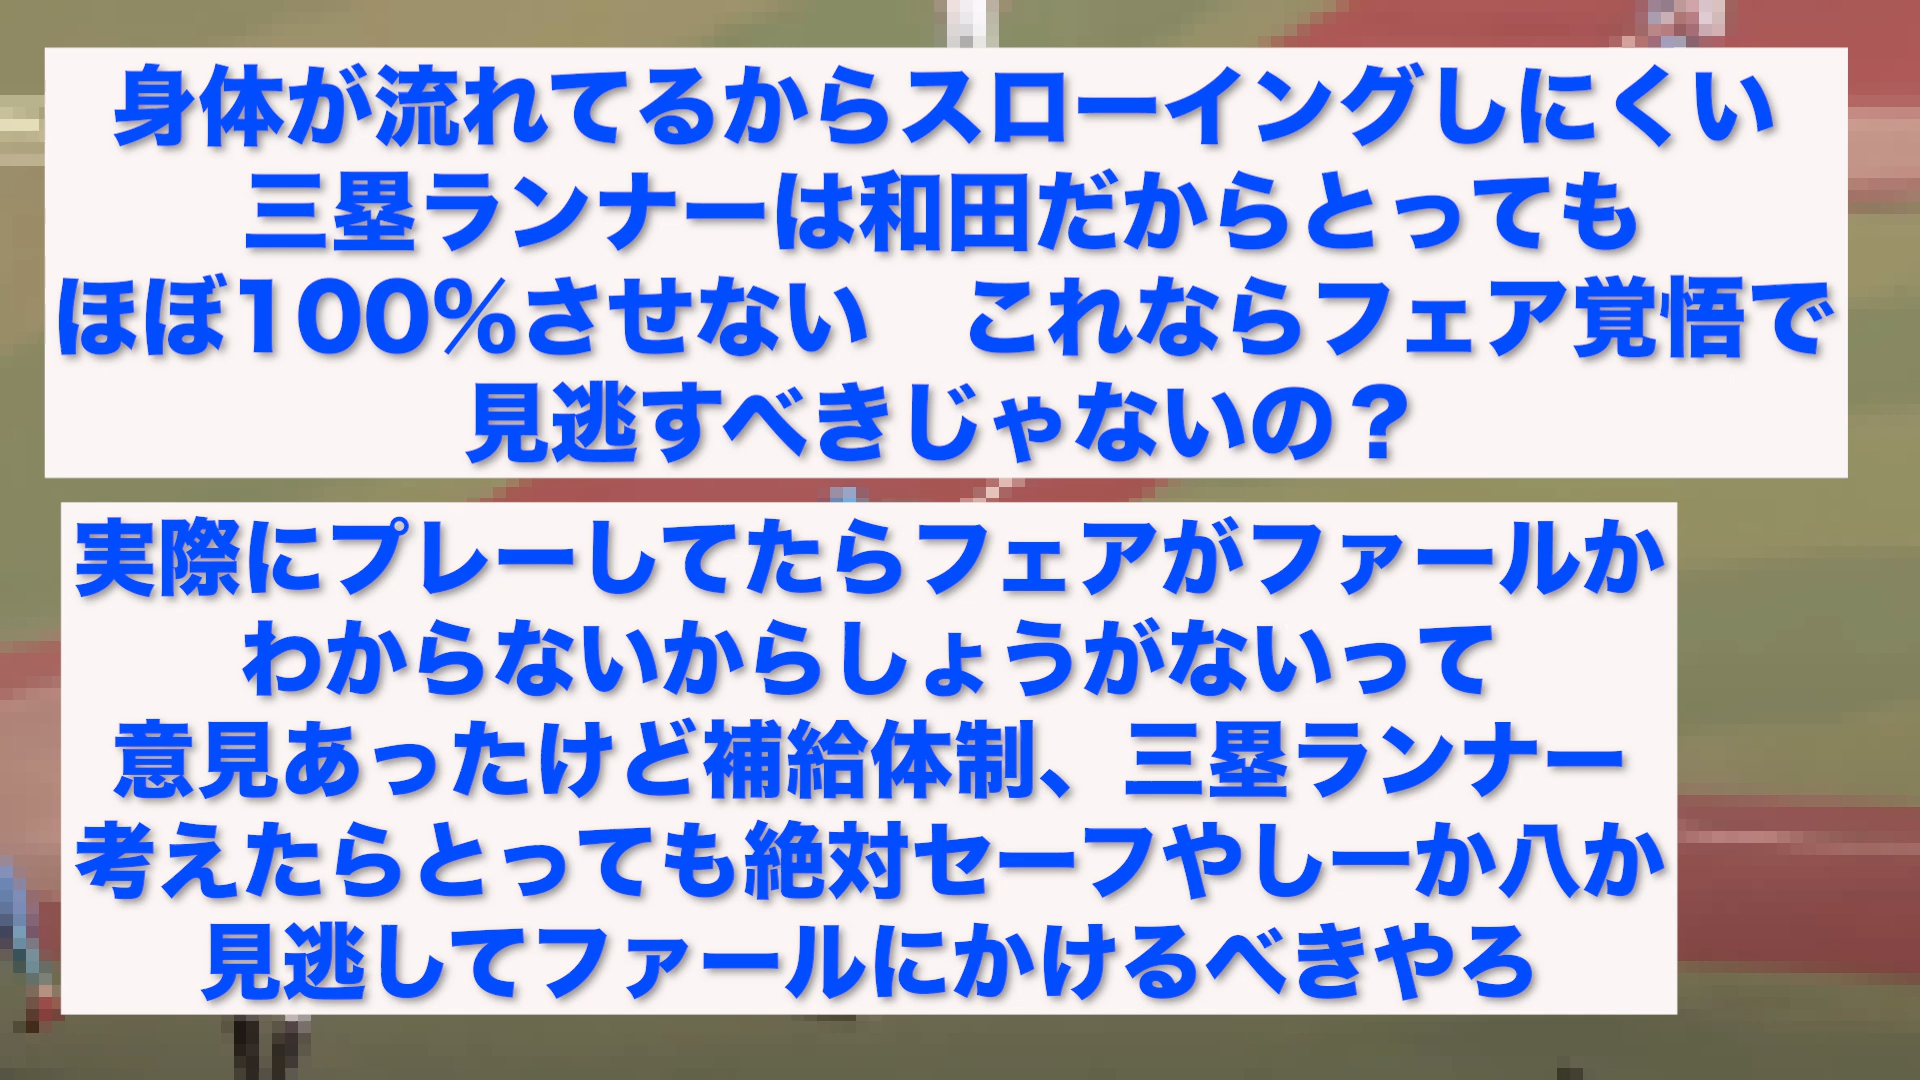 身体が流れてるからスローイングしにくい
三塁ランナーは和田だからとっても
ほぼ100%させない　これならフェア覚悟で
見逃すべきじゃないの？
実際にプレーしてたらフェアがファールか
わからないからしょうがないって
意見あったけど補給体制、三塁ランナー
考えたらとっても絶対セーフやし一か八か
見逃してファールにかけるべきやろ